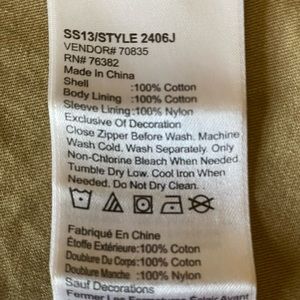 SS13/STYLE 2406J
VENDOR# 70835
RN# 76382
Made In China
Shell :100% Cotton
Body Lining :100% Cotton
Sleeve Lining :100% Nylon
Exclusive Of Decoration
Close Zipper Before Wash. Machine
Wash Cold. Wash Separately. Only
Non-Chlorine Bleach When Needed.
Tumble Dry Low. Cool Iron When
Needed. Do Not Dry Clean.
Fabriqué En Chine
Étoffe Extérieure:100% Coton
Doublure Du Corps:100% Coton
Doublure Manche :100% Nylon
Sauf Decorations
Fermer Les